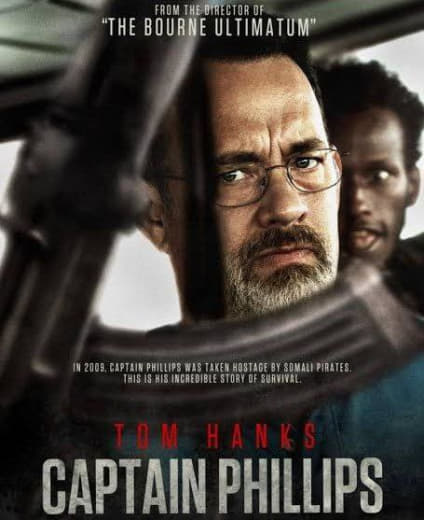 FROM THE DIRECTOR OF
"THE BOURNE ULTIMATUM"
IN 2009, CAPTAIN PHILLIPS WAS TAKEN HOSTAGE BY SOMALI PIRATES.
THIS IS HIS INCREDIBLE STORY OF SURVIVAL.
TOM HANKS
CAPTAIN PHILLIPS